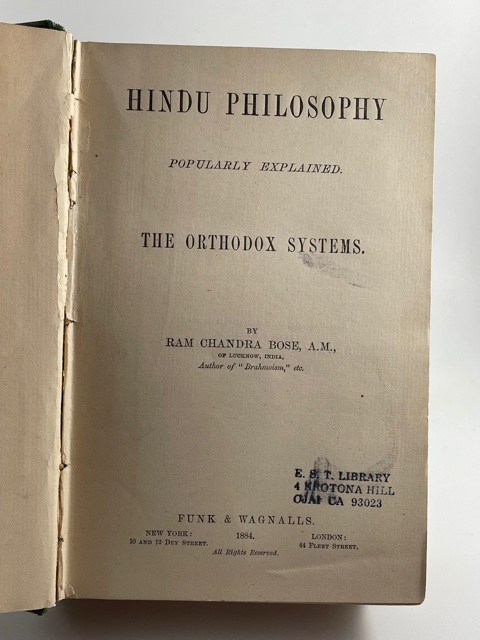 HINDU PHILOSOPHY
POPULARLY EXPLAINED.
THE ORTHODOX SYSTEMS.
BY
RAM CHANDRA BOSE, A.M.,
OF LUCKNOW, INDIA,
Author of "Brahmoism," etc.
E. S. T. LIBRARY
4 KROTONA HILL
OJAI CA 93023
FUNK & WAGNALLS.
NEW YORK: 1884. LONDON:
10 AND 12 DEY STREET. 44 FLEET STREET.
All Rights Reserved.